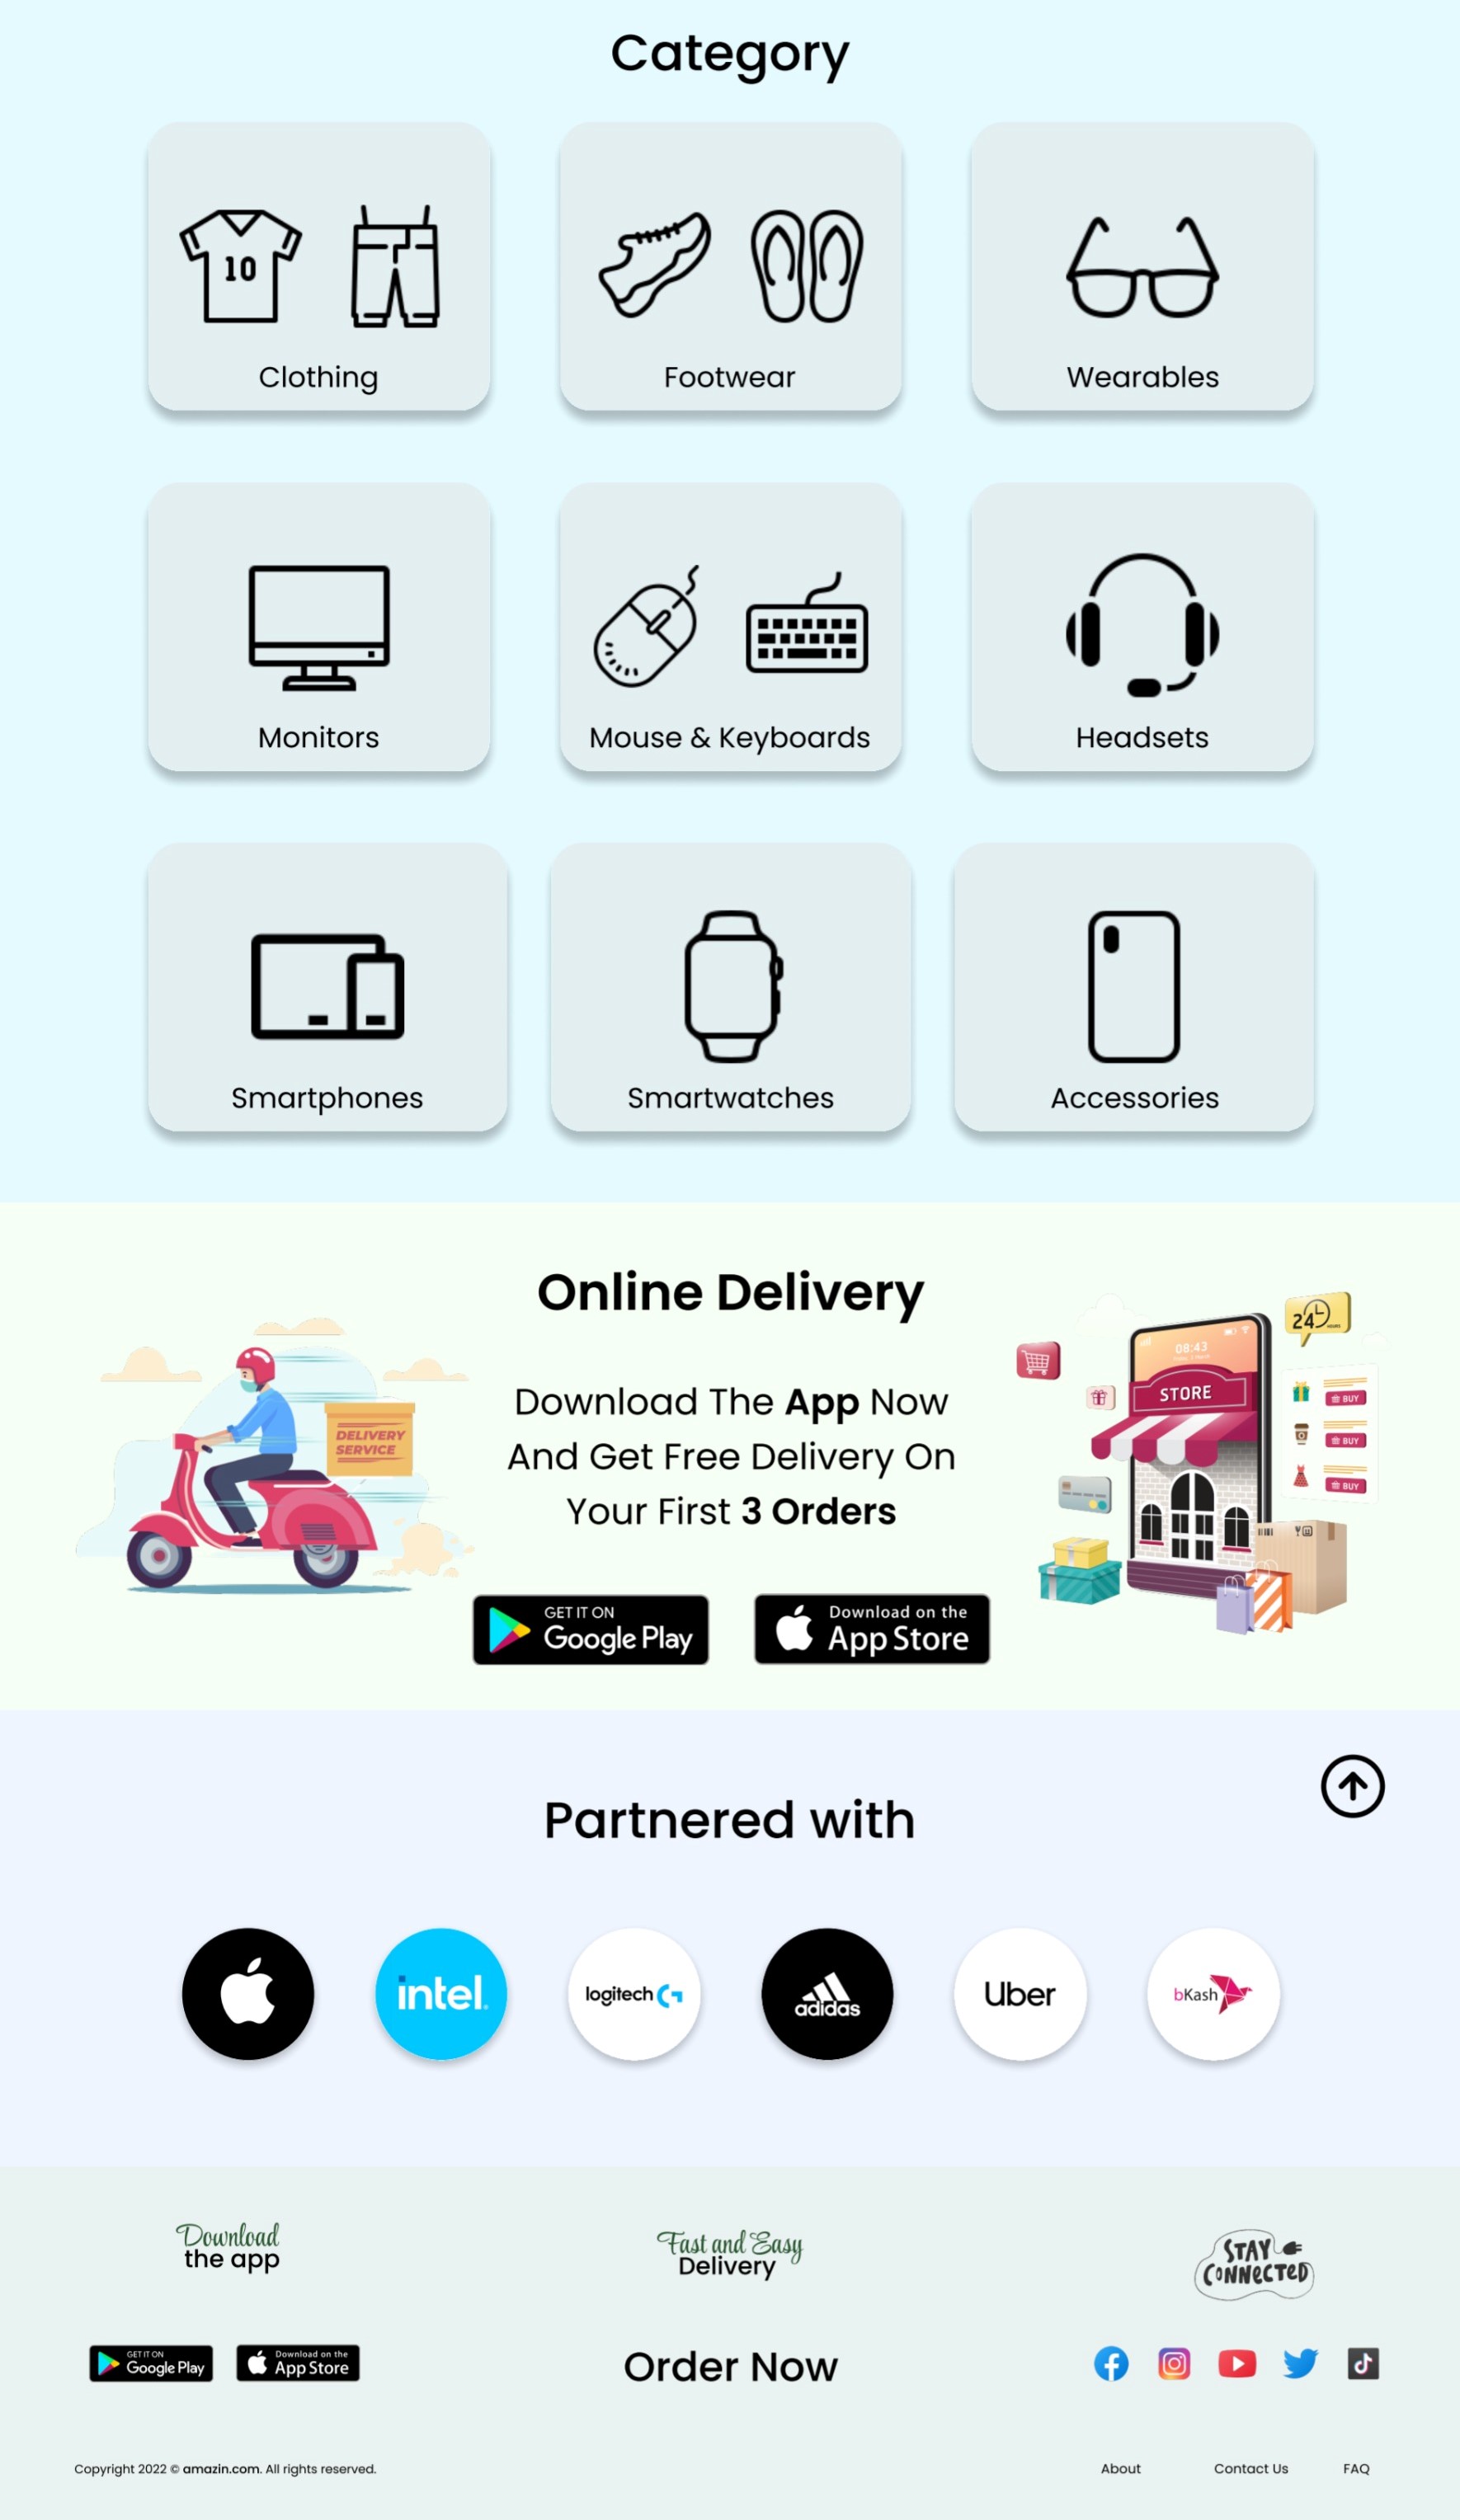 Category
10
Clothing
Footwear
Wearables
Monitors
Mouse & Keyboards
Headsets
Smartphones
Smartwatches
Accessories
Online Delivery
Download The App Now
And Get Free Delivery On
Your First 3 Orders
DELIVERY
SERVICE
24
HOURS
08:43
STORE
BUY
BUY
BUY
GET IT ON
Google Play
Download on the
App Store
Partnered with
intel.
logitech G
adidas
Uber
bKash
Download
the app
Fast and Easy
Delivery
STAY
CONNECTED
GET IT ON
Google Play
Download on the
App Store
Order Now
Copyright 2022 © amazin.com. All rights reserved.
About
Contact Us
FAQ